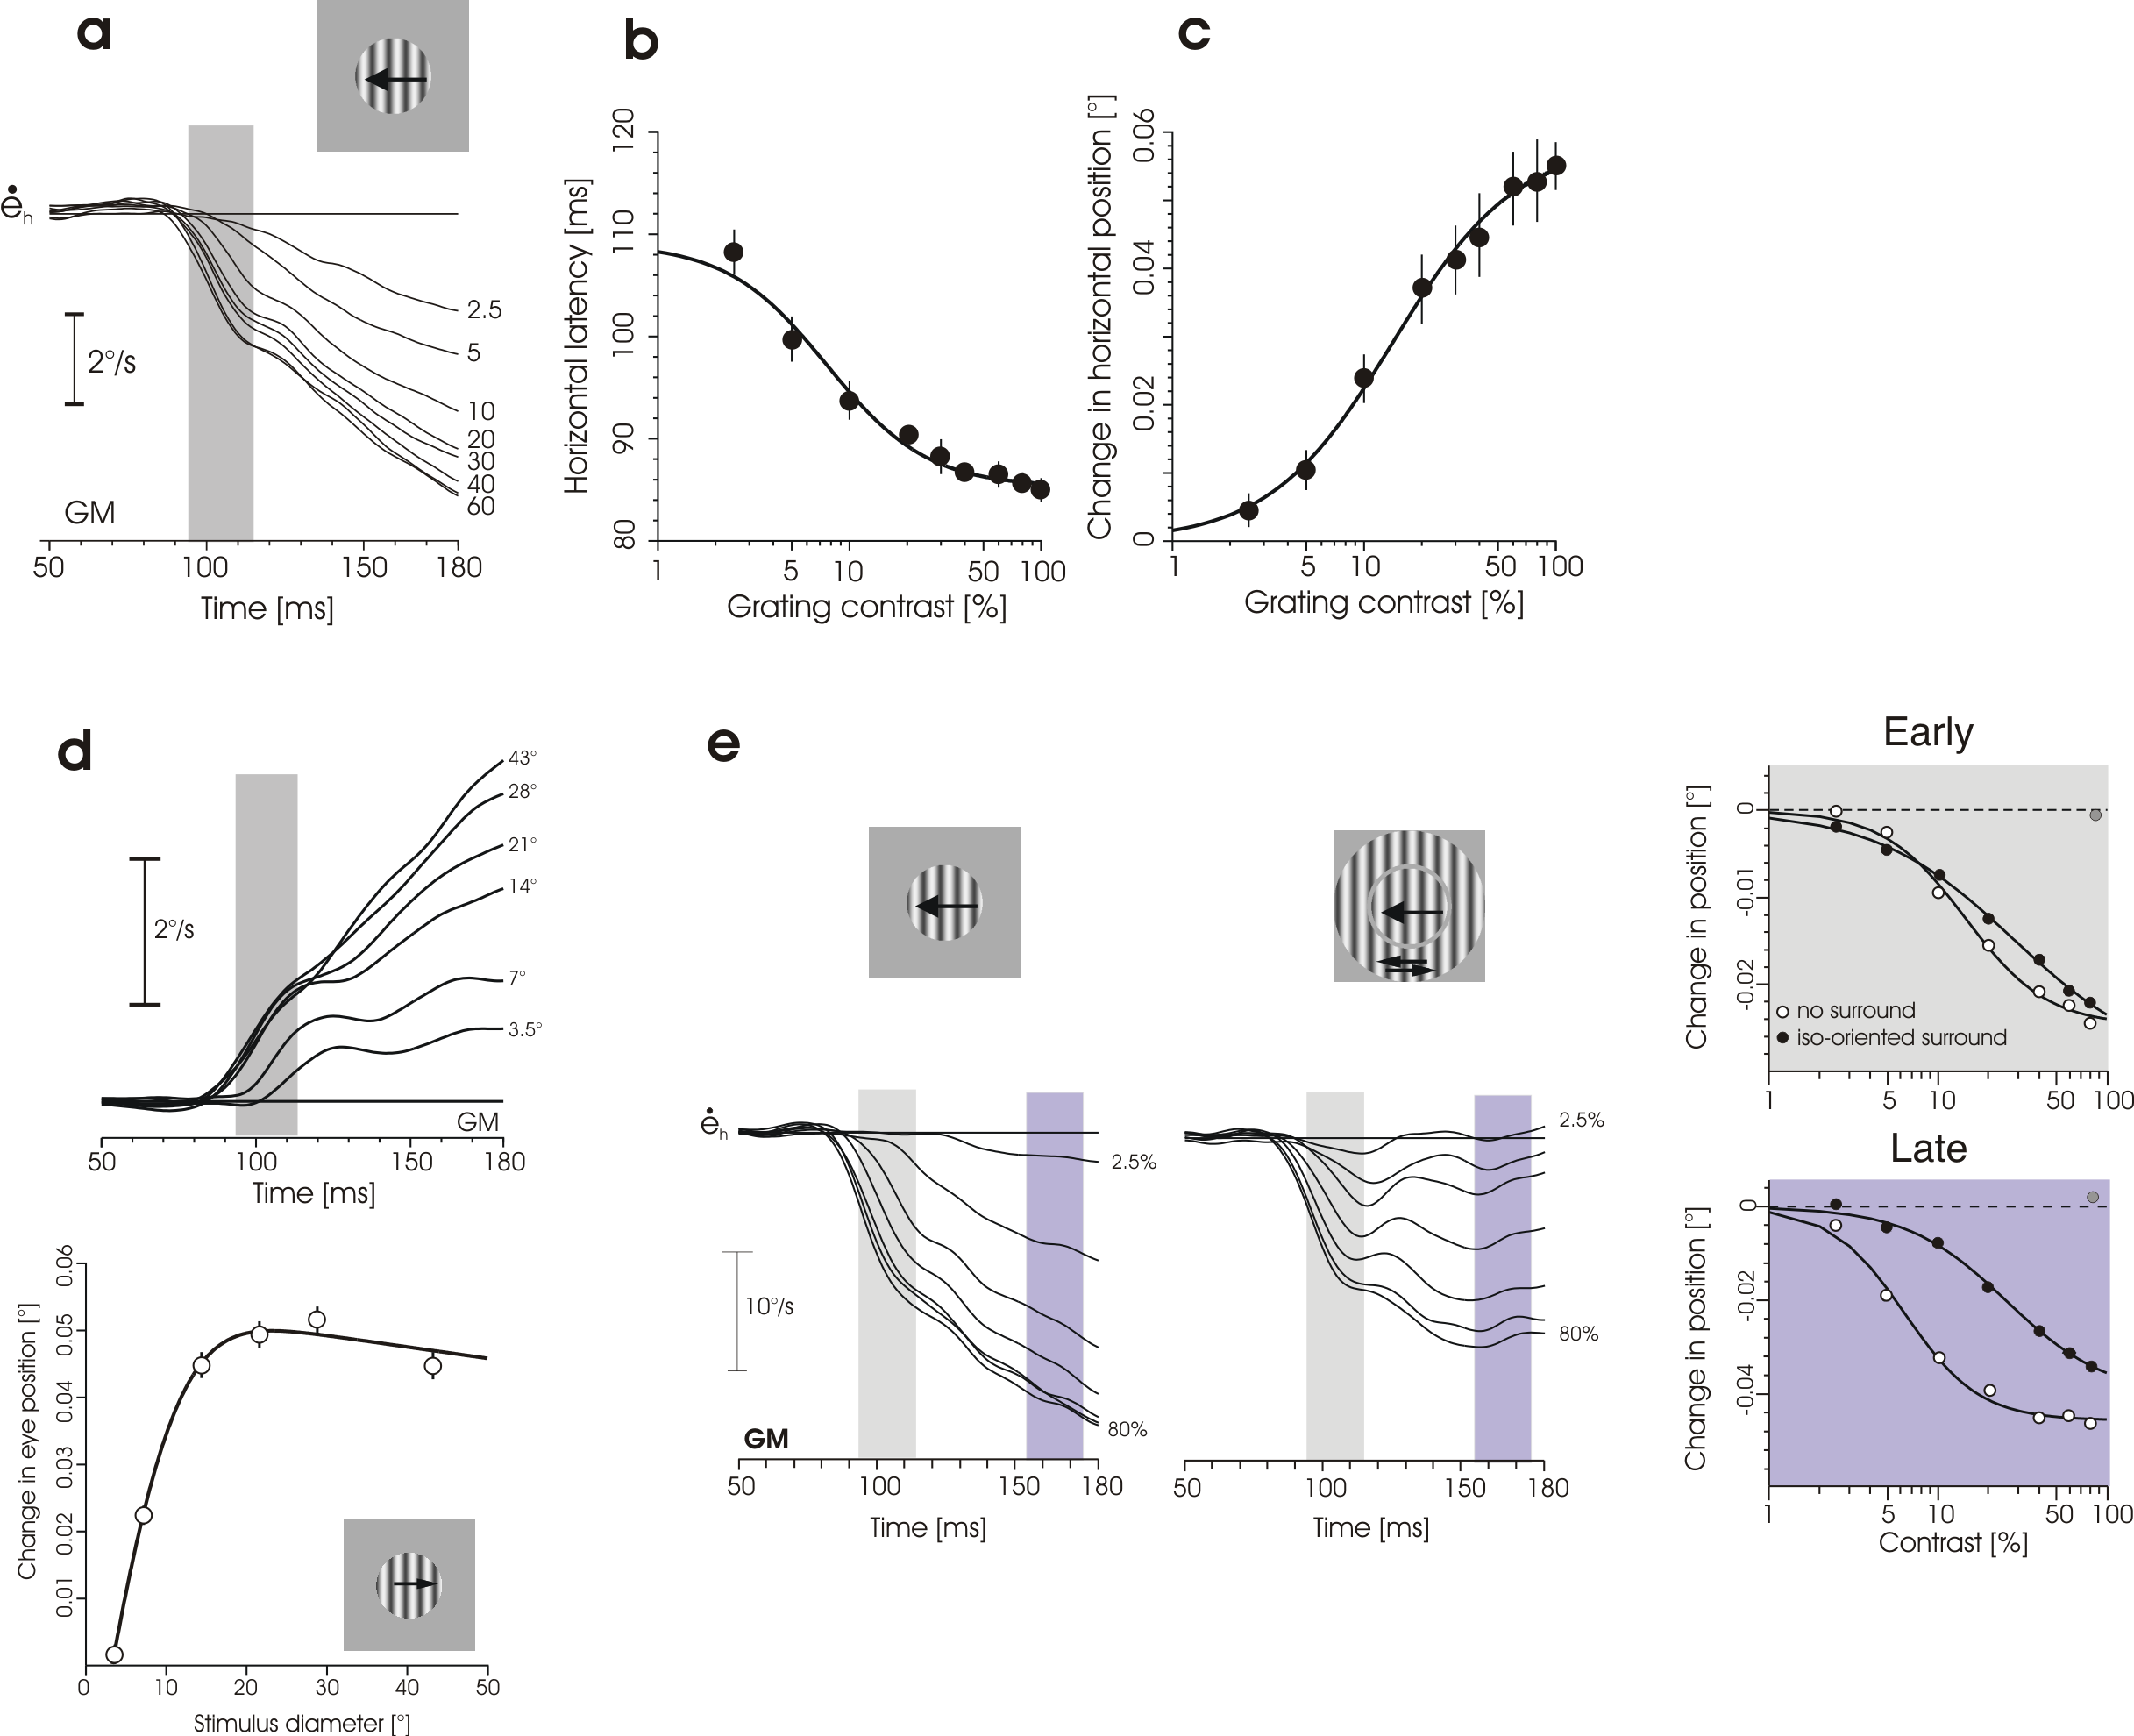 a
ėh
2°/s
GM
2.5
5
10
20
30
40
60
50 100 150 180
Time [ms]
b
Horizontal latency [ms]
120
110
100
90
80
1 5 10 50 100
Grating contrast [%]
c
Change in horizontal position [°]
0.06
0.04
0.02
0
1 5 10 50 100
Grating contrast [%]
d
43°
28°
21°
14°
7°
3.5°
2°/s
GM
50 100 150 180
Time [ms]
Change in eye position [°]
0.06
0.05
0.04
0.03
0.02
0.01
0 10 20 30 40 50
Stimulus diameter [°]
e
ėh
2.5%
10°/s
80%
GM
50 100 150 180
Time [ms]
2.5%
80%
50 100 150 180
Time [ms]
Early
Change in position [°]
0
-0.01
-0.02
no surround
iso-oriented surround
1 5 10 50 100
Late
Change in position [°]
0
-0.02
-0.04
1 5 10 50 100
Contrast [%]